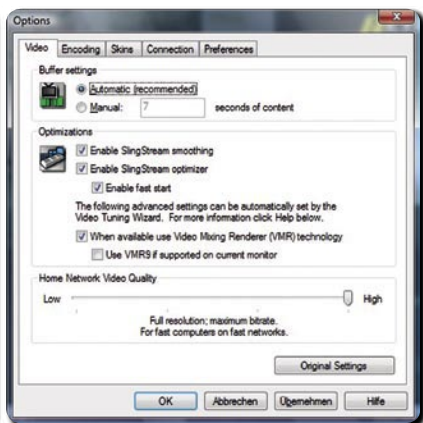 Options
Video Encoding Skins Connection Preferences
Buffer settings
Automatic (recommended)
Manual: 7 seconds of content
Optimizations
Enable SlingStream smoothing
Enable SlingStream optimizer
Enable fast start
The following advanced settings can be automatically set by the
Video Tuning Wizard. For more information click Help below.
When available use Video Mixing Renderer (VMR) technology
Use VMR9 if supported on current monitor
Home Network Video Quality
Low High
Full resolution; maximum bitrate.
For fast computers on fast networks.
Original Settings
OK Abbrechen Übernehmen Hilfe